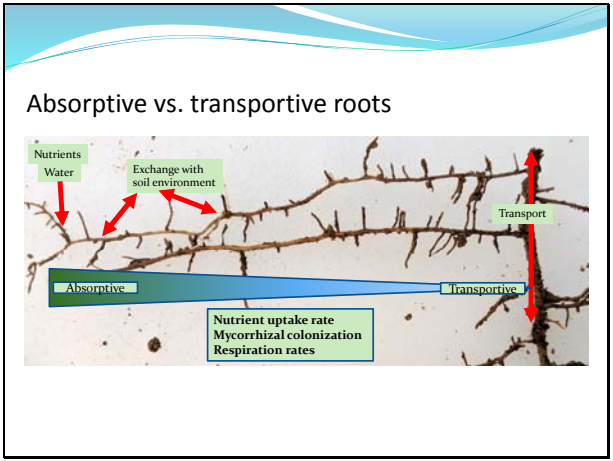 Absorptive vs. transportive roots
Nutrients
Water
Exchange with
soil environment
Transport
Absorptive
Transportive
Nutrient uptake rate
Mycorrhizal colonization
Respiration rates